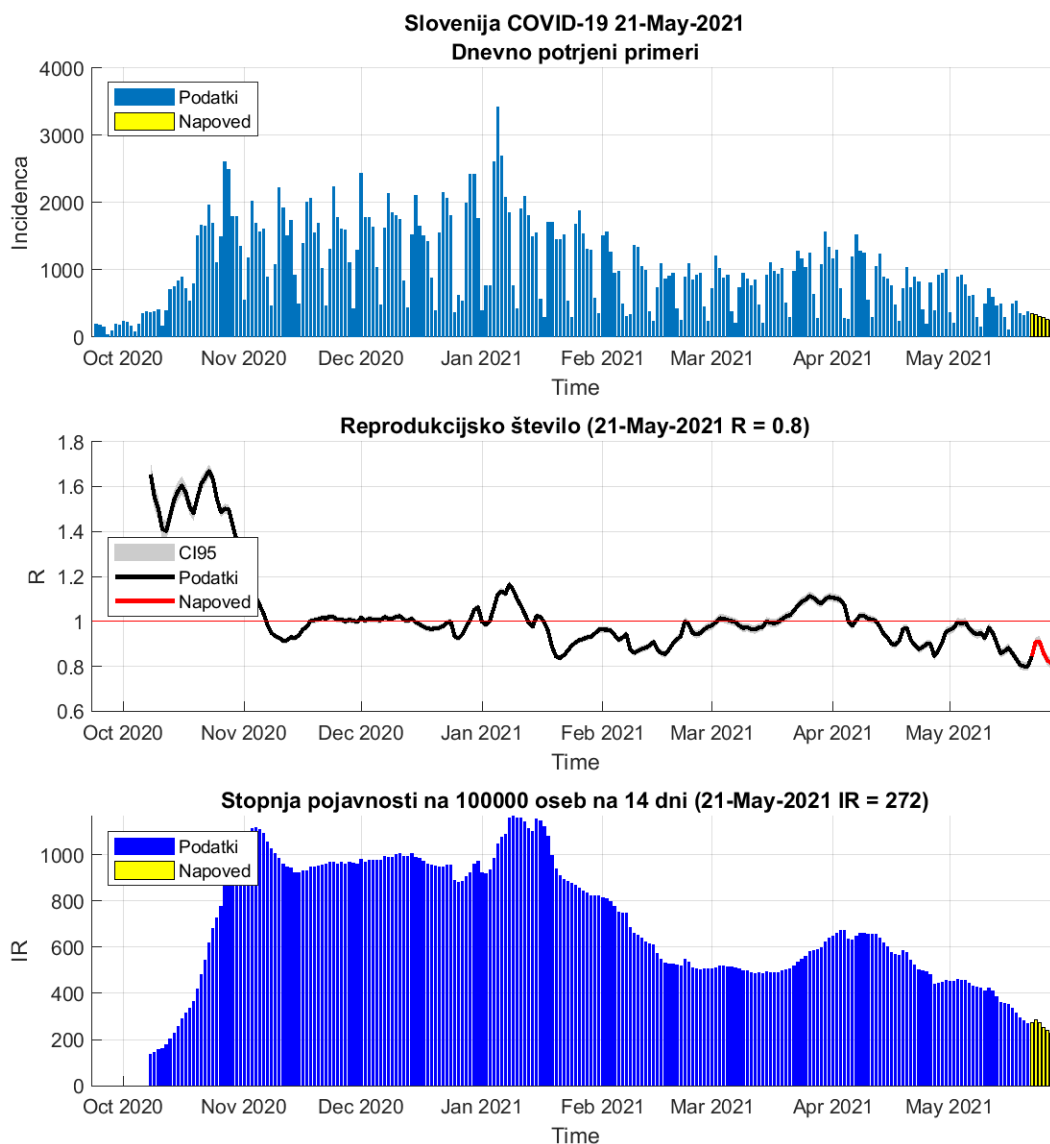 Slovenija COVID-19 21-May-2021
Dnevno potrjeni primeri
4000
3000
2000
1000
0
Incidenca
Podatki
Napoved
Oct 2020 Nov 2020 Dec 2020 Jan 2021 Feb 2021 Mar 2021 Apr 2021 May 2021
Time
Reprodukcijsko število (21-May-2021 R = 0.8)
1.8
1.6
1.4
1.2
1
0.8
0.6
R
CI95
Podatki
Napoved
Oct 2020 Nov 2020 Dec 2020 Jan 2021 Feb 2021 Mar 2021 Apr 2021 May 2021
Time
Stopnja pojavnosti na 100000 oseb na 14 dni (21-May-2021 IR = 272)
1000
800
600
400
200
0
IR
Podatki
Napoved
Oct 2020 Nov 2020 Dec 2020 Jan 2021 Feb 2021 Mar 2021 Apr 2021 May 2021
Time